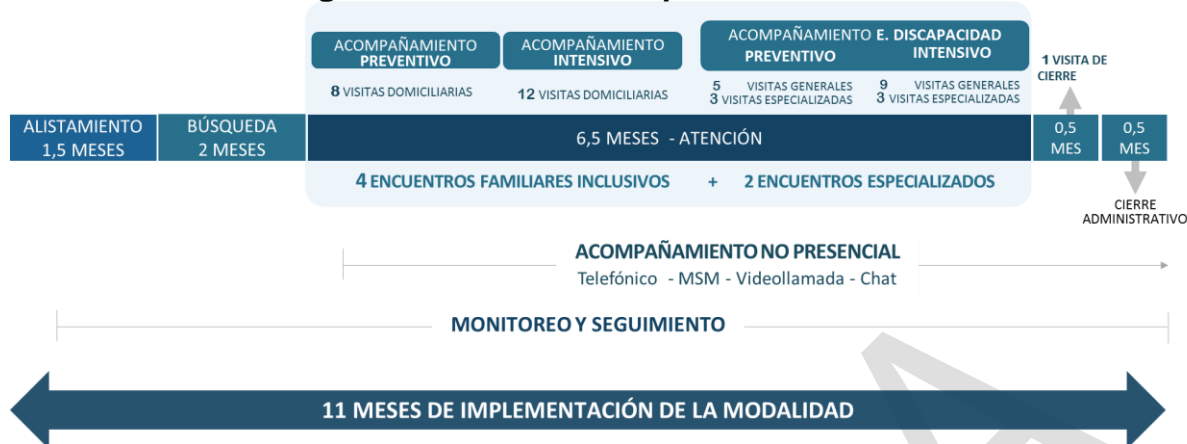 ACOMPAÑAMIENTO
PREVENTIVO
ACOMPAÑAMIENTO
INTENSIVO
ACOMPAÑAMIENTO E. DISCAPACIDAD
PREVENTIVO INTENSIVO
8 VISITAS DOMICILIARIAS
12 VISITAS DOMICILIARIAS
5 VISITAS GENERALES
3 VISITAS ESPECIALIZADAS
9 VISITAS GENERALES
3 VISITAS ESPECIALIZADAS
1 VISITA DE
CIERRE
ALISTAMIENTO
1,5 MESES
BÚSQUEDA
2 MESES
6,5 MESES - ATENCIÓN
0,5
MES
0,5
MES
4 ENCUENTROS FAMILIARES INCLUSIVOS + 2 ENCUENTROS ESPECIALIZADOS
CIERRE
ADMINISTRATIVO
ACOMPAÑAMIENTO NO PRESENCIAL
Telefónico - MSM - Videollamada - Chat
MONITOREO Y SEGUIMIENTO
11 MESES DE IMPLEMENTACIÓN DE LA MODALIDAD